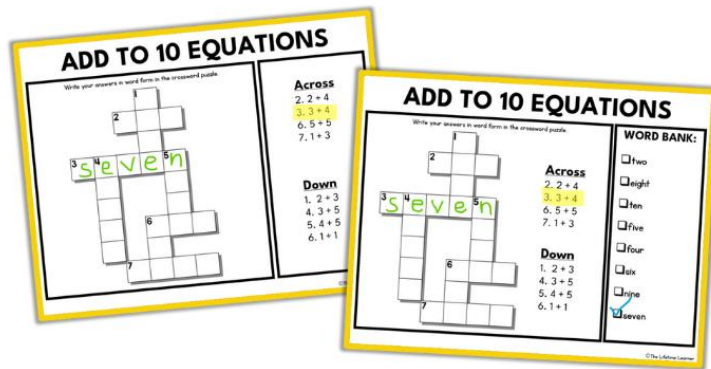 ADD TO 10 EQUATIONS
Write your answers in word form in the crossword puzzle.
1
2
3 4 5
seven
6
7
Across
2. 2 + 4
3. 3 + 4
6. 5 + 5
7. 1 + 3
Down
1. 2 + 3
4. 3 + 5
5. 4 + 5
6. 1 + 1
ADD TO 10 EQUATIONS
Write your answers in word form in the crossword puzzle.
1
2
3 4 5
seven
6
7
Across
2. 2 + 4
3. 3 + 4
6. 5 + 5
7. 1 + 3
Down
1. 2 + 3
4. 3 + 5
5. 4 + 5
6. 1 + 1
WORD BANK:
two
eight
ten
five
four
six
nine
seven
©The Lifetime Learner